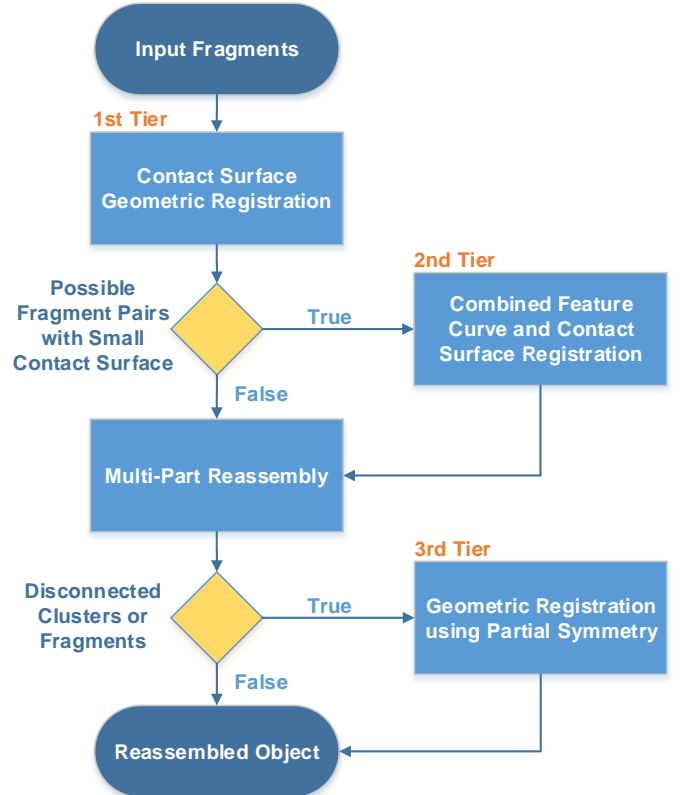 Input Fragments
1st Tier
Contact Surface
Geometric Registration
Possible
Fragment Pairs
with Small
Contact Surface
True
2nd Tier
Combined Feature
Curve and Contact
Surface Registration
False
Multi-Part Reassembly
Disconnected
Clusters or
Fragments
True
3rd Tier
Geometric Registration
using Partial Symmetry
False
Reassembled Object